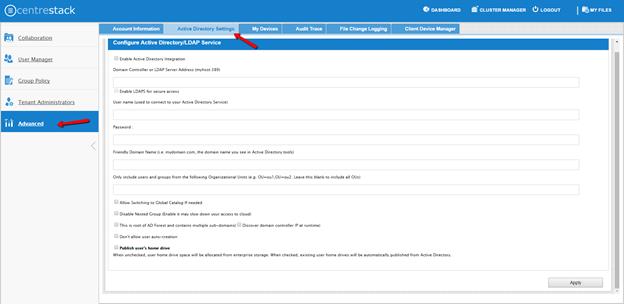 centrestack
DASHBOARD
CLUSTER MANAGER
LOGOUT
MY FILES
Account Information
Active Directory Settings
My Devices
Audit Trace
File Change Logging
Client Device Manager
Collaboration
User Manager
Group Policy
Tenant Administrators
Advanced
Configure Active Directory/LDAP Service
Enable Active Directory Integration
Domain Controller or LDAP Server Address (myhost:389)
Enable LDAPS for secure access
User name (used to connect to your Active Directory Service)
Password :
Friendly Domain Name (i.e. mydomain.com, the domain name you see in Active Directory tools)
Only include users and groups from the following Organizational Units (e.g. OU=ou1,OU=ou2. Leave this blank to include all OUs)
Allow Switching to Global Catalog if needed
Disable Nested Group (Enable it may slow down your access to cloud)
This is root of AD Forest and contains multiple sub-domains( Discover domain controller IP at runtime)
Don't allow user auto-creation
Publish user's home drive
When unchecked, user home drive space will be allocated from enterprise storage. When checked, existing user home drives will be automatically published from Active Directory.
Apply